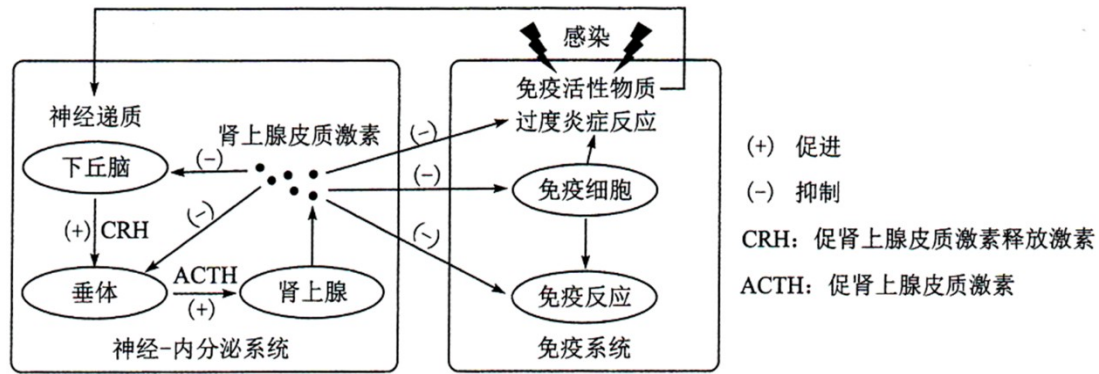 感染
免疫活性物质
过度炎症反应
神经递质
肾上腺皮质激素
(-)
下丘脑
(-)
(-)
免疫细胞
(+) CRH
(-)
(-)
垂体
ACTH
(+)
肾上腺
免疫反应
神经-内分泌系统
免疫系统
(+) 促进
(-) 抑制
CRH：促肾上腺皮质激素释放激素
ACTH：促肾上腺皮质激素